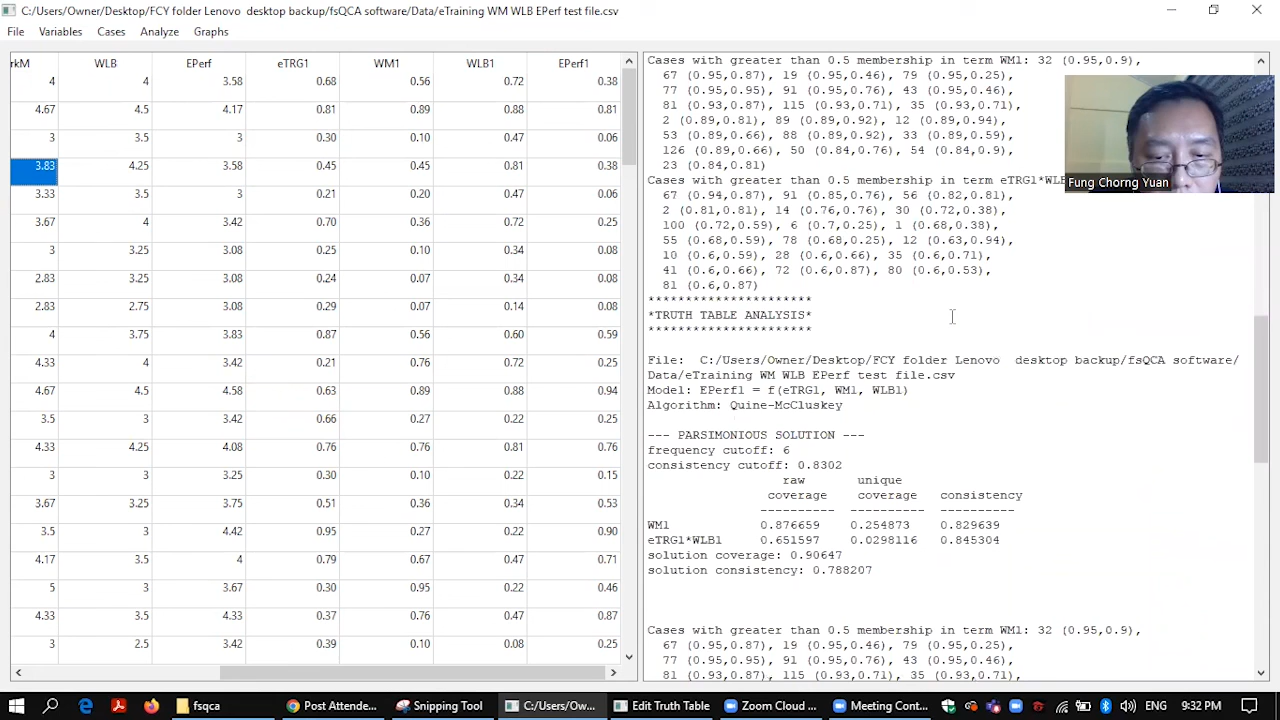 C:/Users/Owner/Desktop/FCY folder Lenovo  desktop backup/fsQCA software/Data/eTraining WM WLB EPerf test file.csv
File Variables Cases Analyze Graphs
rkM WLB EPerf eTRG1 WM1 WLB1 EPerf1
4 4 3.58 0.68 0.56 0.72 0.38
4.67 4.5 4.17 0.81 0.89 0.88 0.81
3 3.5 3 0.30 0.10 0.47 0.06
3.83 4.25 3.58 0.45 0.45 0.81 0.38
3.33 3.5 3 0.21 0.20 0.47 0.06
3.67 4 3.42 0.70 0.36 0.72 0.25
3 3.25 3.08 0.25 0.10 0.34 0.08
2.83 3.25 3.08 0.24 0.07 0.34 0.08
2.83 2.75 3.08 0.29 0.07 0.14 0.08
4 3.75 3.83 0.87 0.56 0.60 0.59
4.33 4 3.42 0.21 0.76 0.72 0.25
4.67 4.5 4.58 0.63 0.89 0.88 0.94
3.5 3 3.42 0.66 0.27 0.22 0.25
4.33 4.25 4.08 0.76 0.76 0.81 0.76
3 3 3.25 0.30 0.10 0.22 0.15
3.67 3.25 3.75 0.51 0.36 0.34 0.53
3.5 3 4.42 0.95 0.27 0.22 0.90
4.17 3.5 4 0.79 0.67 0.47 0.71
5 3 3.67 0.30 0.95 0.22 0.46
4.33 3.5 4.33 0.37 0.76 0.47 0.87
3 2.5 3.42 0.39 0.10 0.08 0.25
Cases with greater than 0.5 membership in term WM1: 32 (0.95,0.9),
67 (0.95,0.87), 19 (0.95,0.46), 79 (0.95,0.25),
77 (0.95,0.95), 91 (0.95,0.76), 43 (0.95,0.46),
81 (0.93,0.87), 115 (0.93,0.71), 35 (0.93,0.71),
2 (0.89,0.81), 89 (0.89,0.92), 12 (0.89,0.94),
53 (0.89,0.66), 88 (0.89,0.92), 33 (0.89,0.59),
126 (0.89,0.66), 50 (0.84,0.76), 54 (0.84,0.9),
23 (0.84,0.81)
Cases with greater than 0.5 membership in term eTRG1*WLB
67 (0.94,0.87), 91 (0.85,0.76), 56 (0.82,0.81),
2 (0.81,0.81), 14 (0.76,0.76), 30 (0.72,0.38),
100 (0.72,0.59), 6 (0.7,0.25), 1 (0.68,0.38),
55 (0.68,0.59), 78 (0.68,0.25), 12 (0.63,0.94),
10 (0.6,0.59), 28 (0.6,0.66), 35 (0.6,0.71),
41 (0.6,0.66), 72 (0.6,0.87), 80 (0.6,0.53),
81 (0.6,0.87)
**********************
*TRUTH TABLE ANALYSIS*
**********************
File:  C:/Users/Owner/Desktop/FCY folder Lenovo  desktop backup/fsQCA software/
Data/eTraining WM WLB EPerf test file.csv
Model: EPerf1 = f(eTRG1, WM1, WLB1)
Algorithm: Quine-McCluskey
--- PARSIMONIOUS SOLUTION ---
frequency cutoff: 6
consistency cutoff: 0.8302
raw unique
coverage coverage consistency
---------- ---------- ----------
WM1 0.876659 0.254873 0.829639
eTRG1*WLB1 0.651597 0.0298116 0.845304
solution coverage: 0.90647
solution consistency: 0.788207
Cases with greater than 0.5 membership in term WM1: 32 (0.95,0.9),
67 (0.95,0.87), 19 (0.95,0.46), 79 (0.95,0.25),
77 (0.95,0.95), 91 (0.95,0.76), 43 (0.95,0.46),
81 (0.93,0.87), 115 (0.93,0.71), 35 (0.93,0.71),
Fung Chorng Yuan
fsqca Post Attende... Snipping Tool C:/Users/Ow... Edit Truth Table Zoom Cloud ... Meeting Cont... ENG 9:32 PM